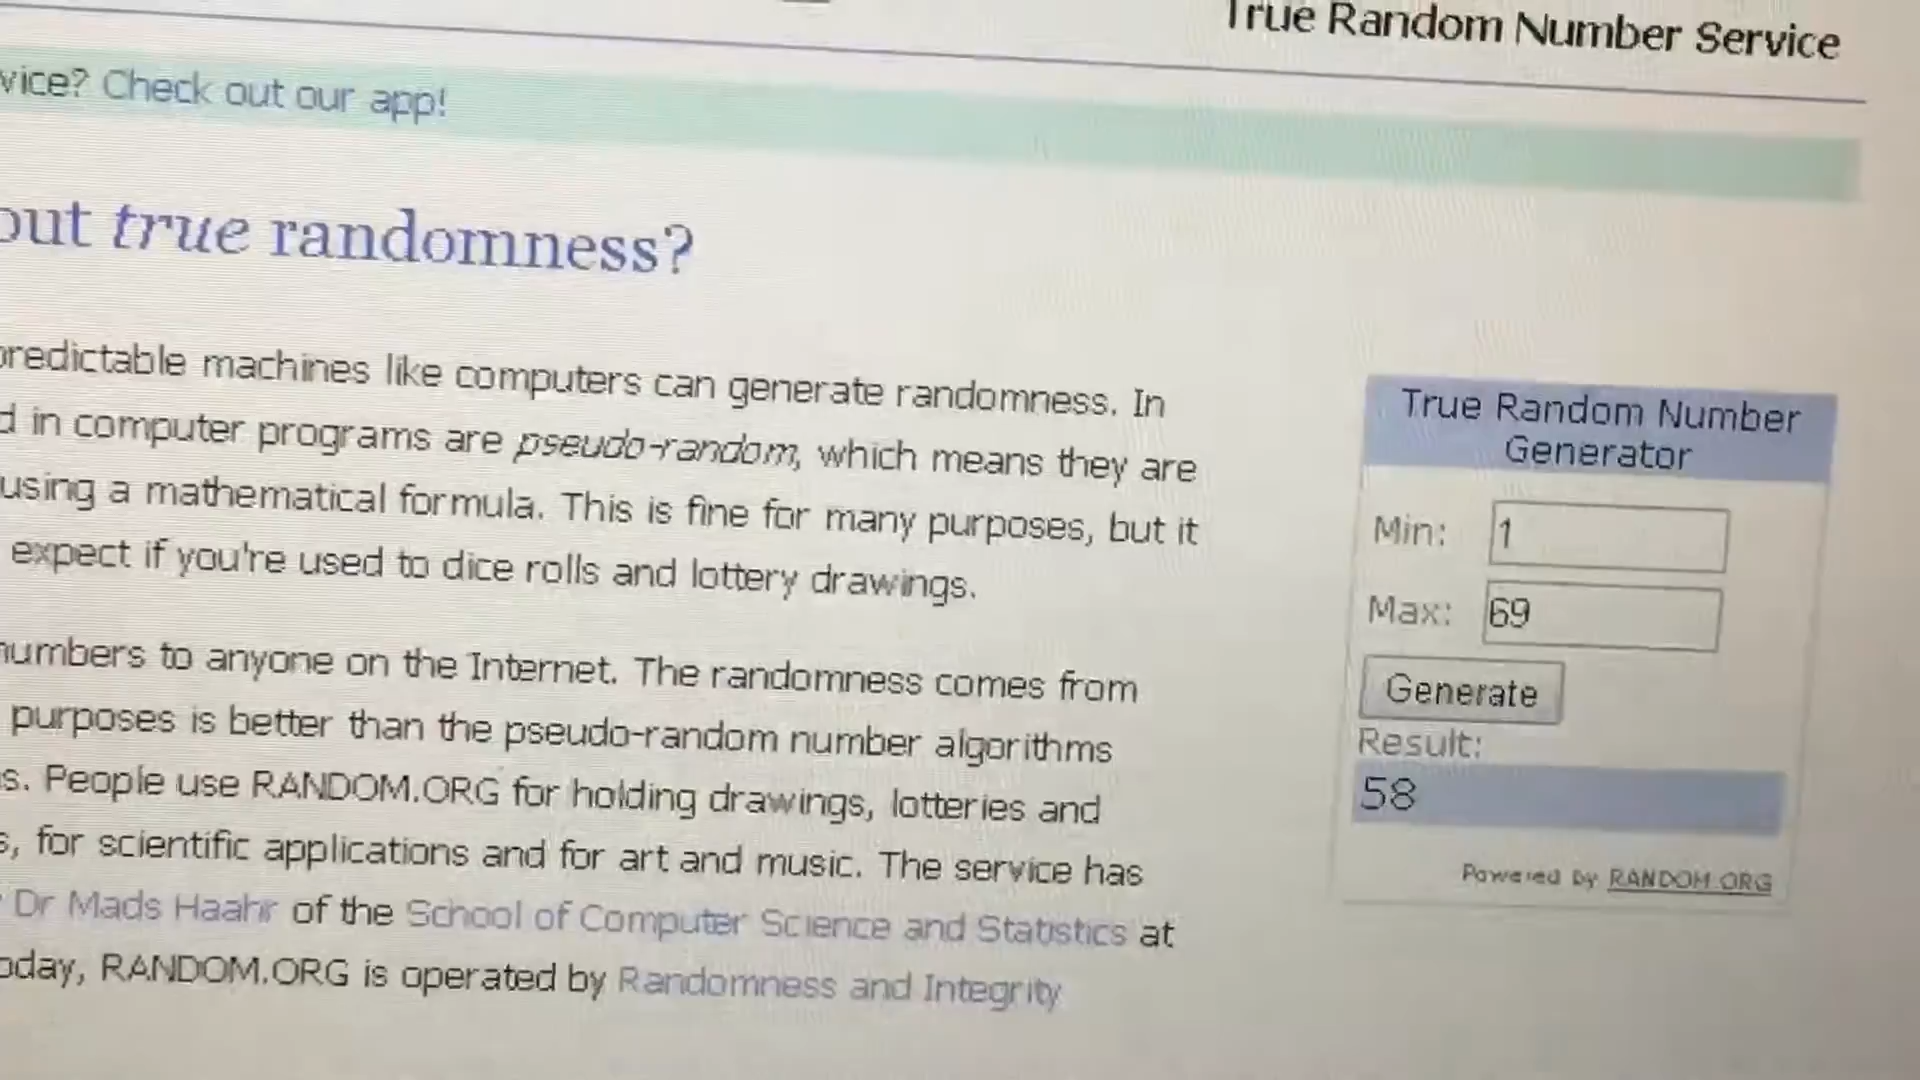 True Random Number Service
vice? Check out our app!
out true randomness?
predictable machines like computers can generate randomness. In
d in computer programs are pseudo-random, which means they are
using a mathematical formula. This is fine for many purposes, but it
expect if you're used to dice rolls and lottery drawings.
numbers to anyone on the Internet. The randomness comes from
purposes is better than the pseudo-random number algorithms
s. People use RANDOM.ORG for holding drawings, lotteries and
s, for scientific applications and for art and music. The service has
Dr Mads Haahr of the School of Computer Science and Statistics at
oday, RANDOM.ORG is operated by Randomness and Integrity
True Random Number
Generator
Min: 1
Max: 69
Generate
Result:
58
Powered by RANDOM.ORG